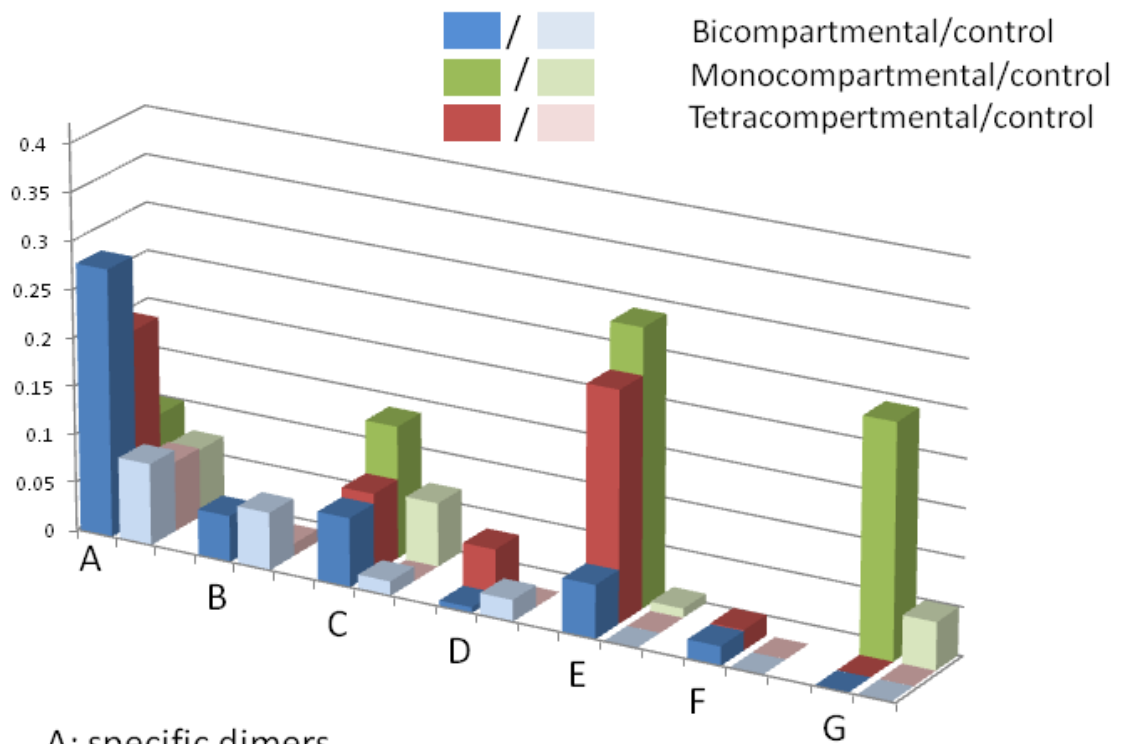 / Bicompartmental/control
/ Monocompartmental/control
/ Tetracompertmental/control
0.4
0.35
0.3
0.25
0.2
0.15
0.1
0.05
0
A
B
C
D
E
F
G
A: specific dimers